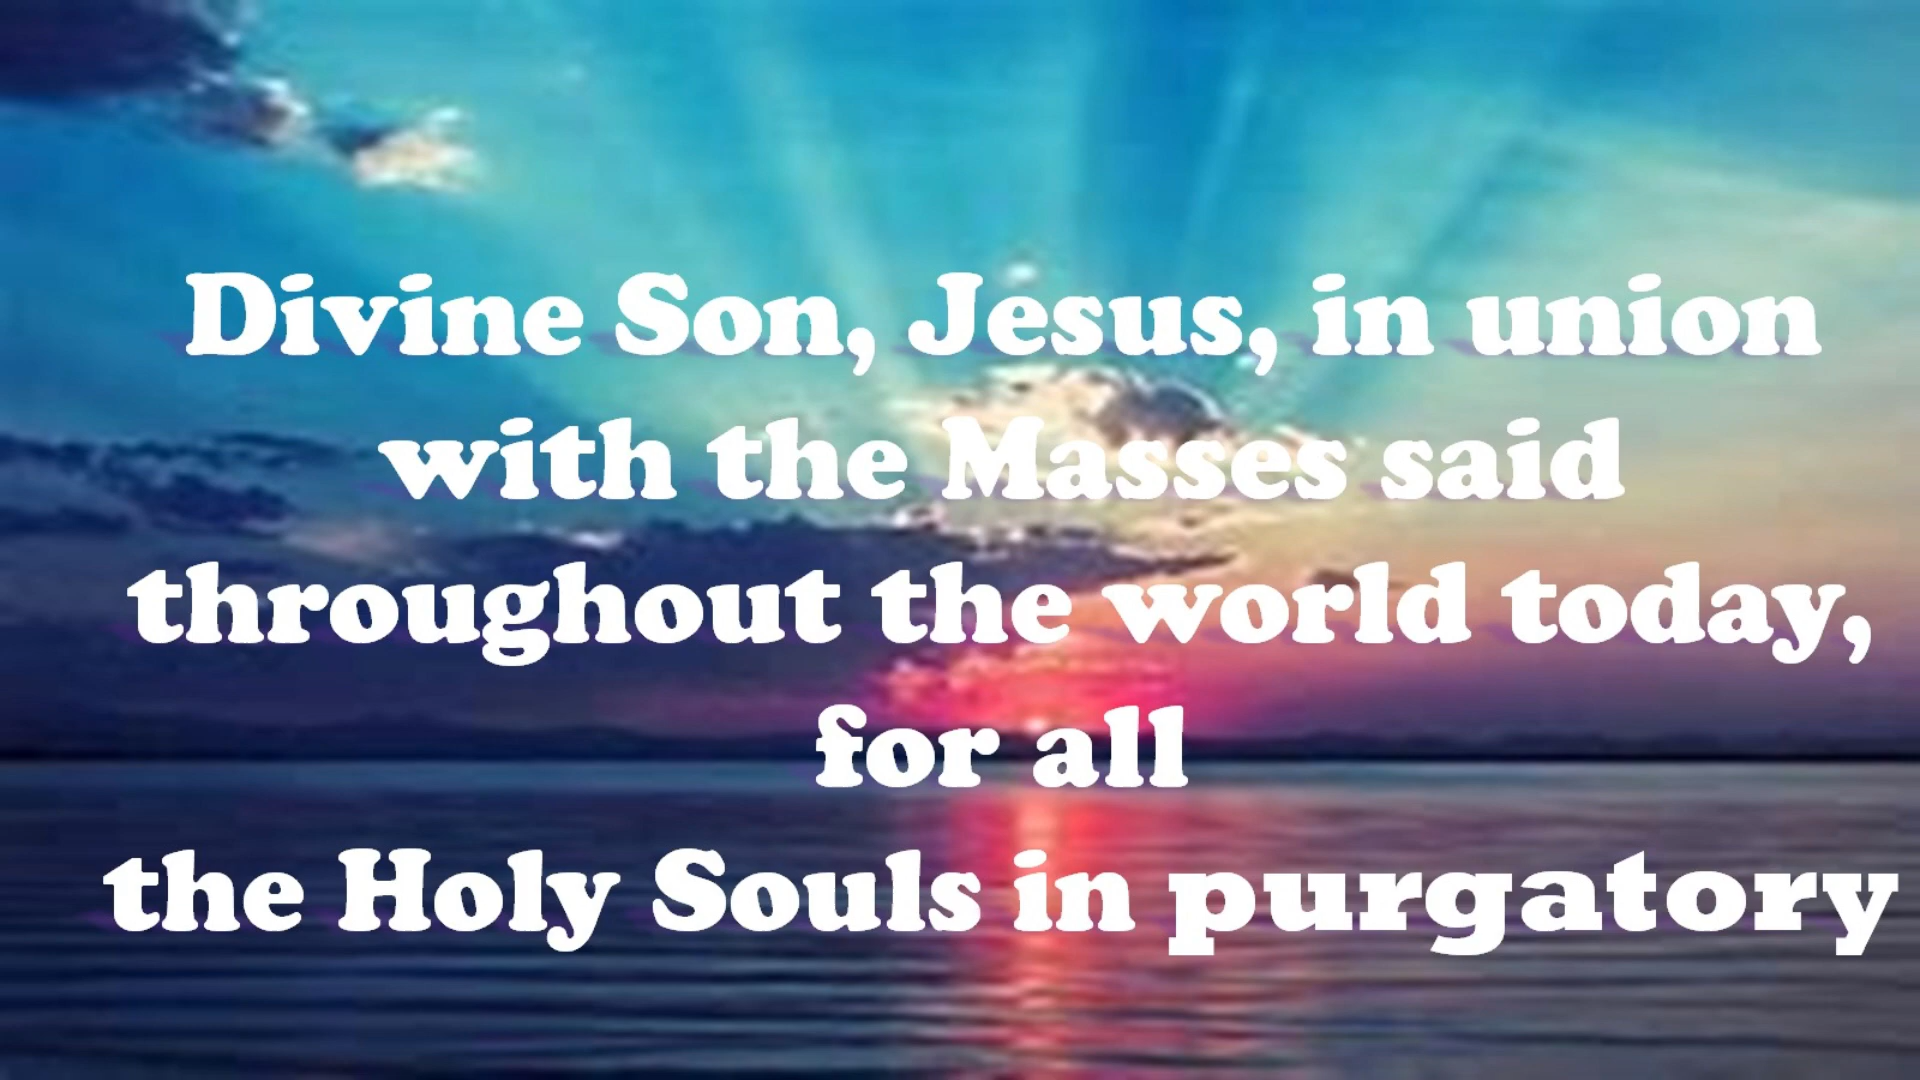 Divine Son, Jesus, in union
with the Masses said
throughout the world today,
for all
the Holy Souls in purgatory